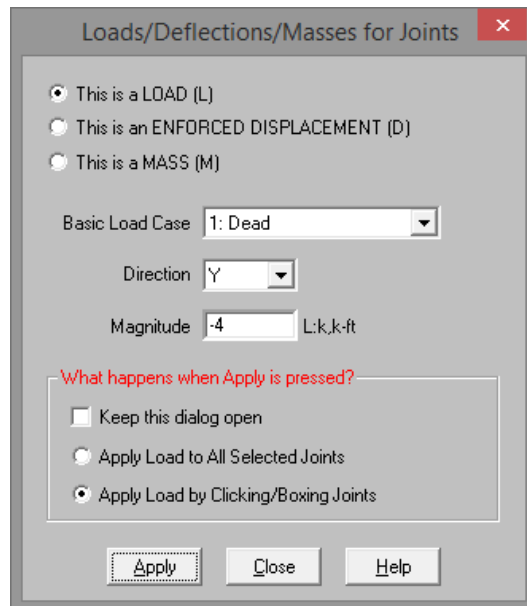 Loads/Deflections/Masses for Joints
This is a LOAD (L)
This is an ENFORCED DISPLACEMENT (D)
This is a MASS (M)
Basic Load Case 1: Dead
Direction Y
Magnitude -4 L:k,k-ft
What happens when Apply is pressed?
Keep this dialog open
Apply Load to All Selected Joints
Apply Load by Clicking/Boxing Joints
Apply Close Help